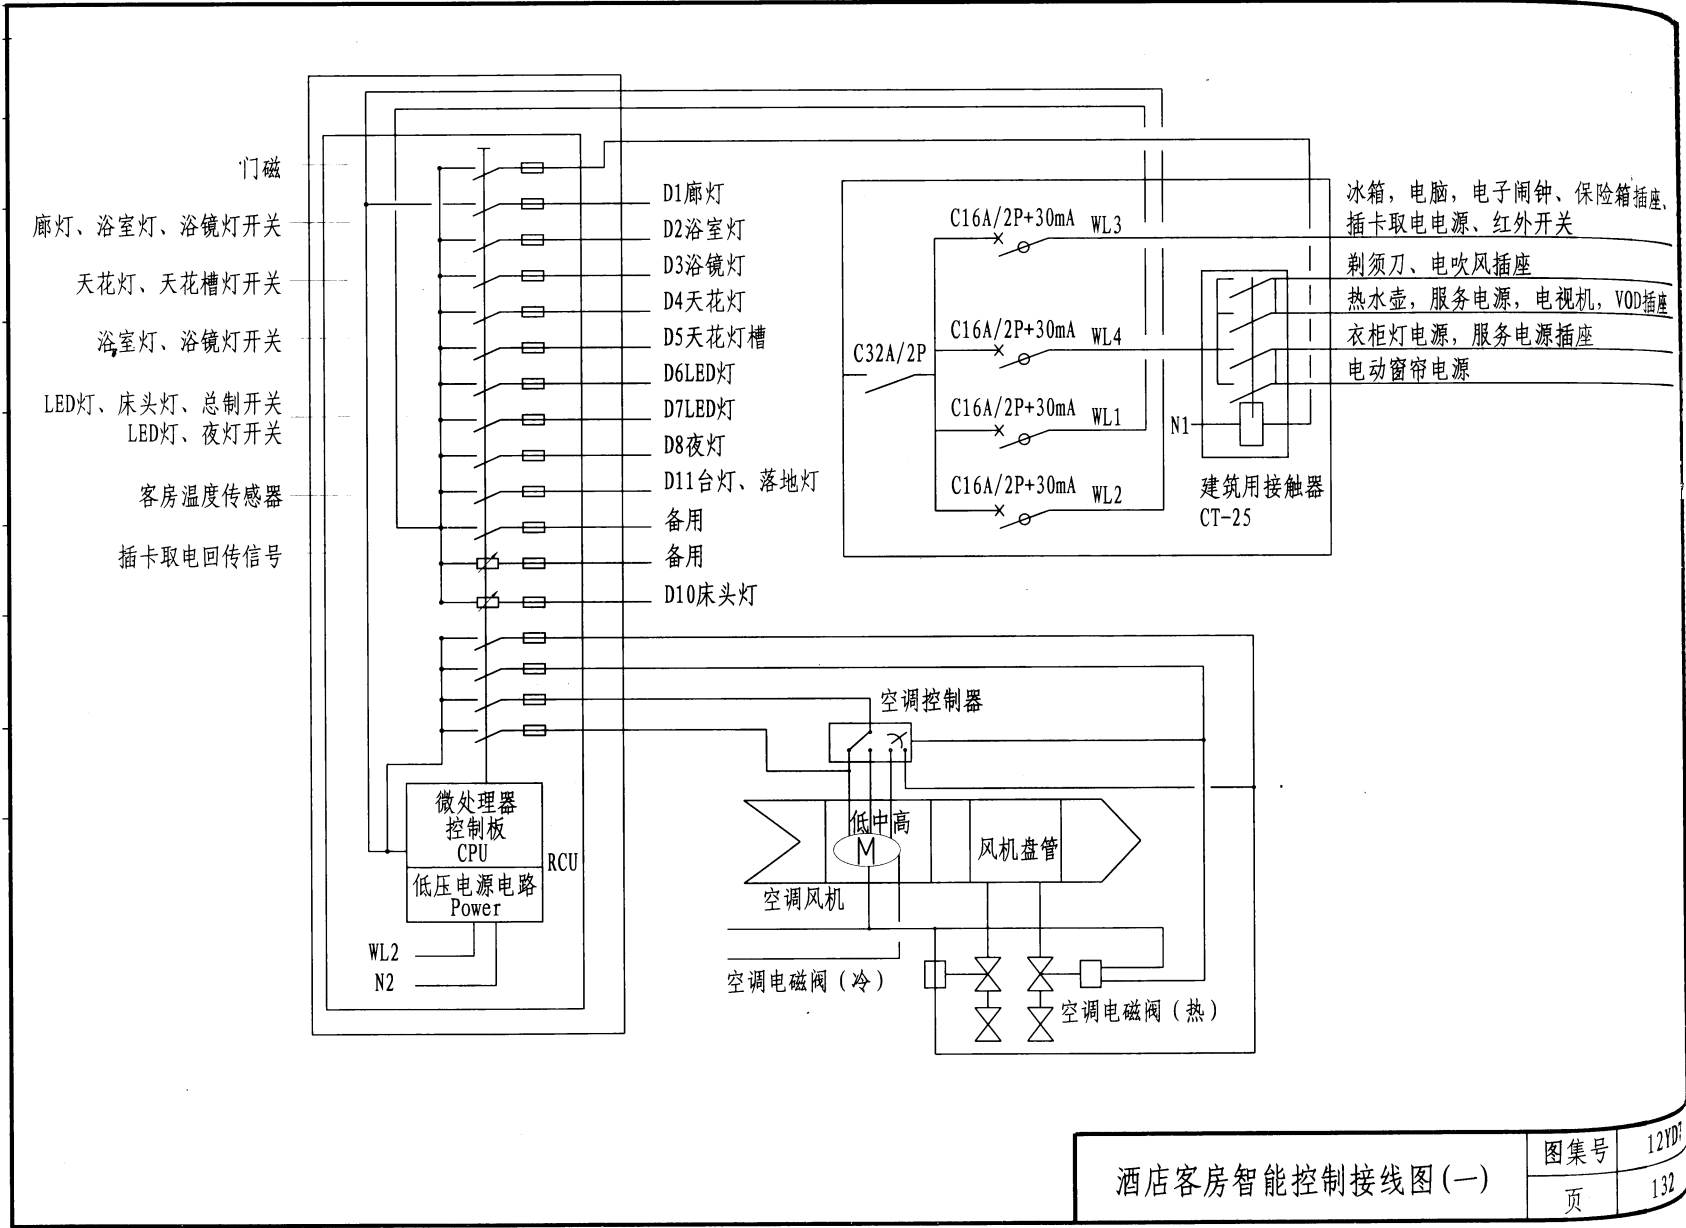 门磁
廊灯、浴室灯、浴镜灯开关
天花灯、天花槽灯开关
浴室灯、浴镜灯开关
LED灯、床头灯、总制开关
LED灯、夜灯开关
客房温度传感器
插卡取电回传信号
D1廊灯
D2浴室灯
D3浴镜灯
D4天花灯
D5天花灯槽
D6LED灯
D7LED灯
D8夜灯
D11台灯、落地灯
备用
备用
D10床头灯
C32A/2P
C16A/2P+30mA WL3
C16A/2P+30mA WL4
C16A/2P+30mA WL1
C16A/2P+30mA WL2
N1
建筑用接触器
CT-25
冰箱，电脑，电子闹钟、保险箱插座、
插卡取电电源、红外开关
剃须刀、电吹风插座
热水壶，服务电源，电视机，VOD插座
衣柜灯电源，服务电源插座
电动窗帘电源
微处理器
控制板
CPU
RCU
低压电源电路
Power
WL2
N2
空调控制器
低中高
M
风机盘管
空调风机
空调电磁阀（冷）
空调电磁阀（热）
酒店客房智能控制接线图(一)
图集号 12YD7
页 132